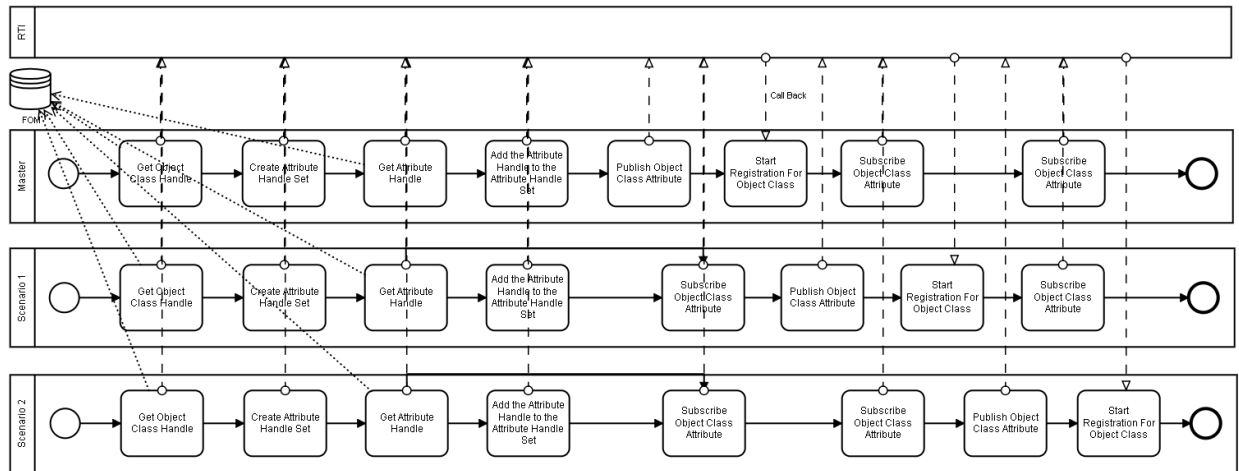 RTI
Call Back
FOM
Master
Get Object
Class Handle
Create Attribute
Handle Set
Get Attribute
Handle
Add the Attribute
Handle to the
Attribute Handle
Set
Publish Object
Class Attribute
Start
Registration For
Object Class
Subscribe
Object Class
Attribute
Subscribe
Object Class
Attribute
Scenario 1
Get Object
Class Handle
Create Attribute
Handle Set
Get Attribute
Handle
Add the Attribute
Handle to the
Attribute Handle
Set
Subscribe
Object Class
Attribute
Publish Object
Class Attribute
Start
Registration For
Object Class
Subscribe
Object Class
Attribute
Scenario 2
Get Object
Class Handle
Create Attribute
Handle Set
Get Attribute
Handle
Add the Attribute
Handle to the
Attribute Handle
Set
Subscribe
Object Class
Attribute
Subscribe
Object Class
Attribute
Publish Object
Class Attribute
Start
Registration For
Object Class